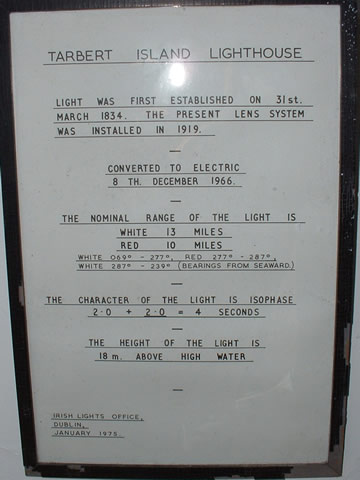 TARBERT ISLAND LIGHTHOUSE
LIGHT WAS FIRST ESTABLISHED ON 31st.
MARCH 1834. THE PRESENT LENS SYSTEM
WAS INSTALLED IN 1919.
—
CONVERTED TO ELECTRIC
8 TH. DECEMBER 1966.
—
THE NOMINAL RANGE OF THE LIGHT IS
WHITE 13 MILES
RED 10 MILES
WHITE 069° - 277°, RED 277° - 287°,
WHITE 287° - 239° (BEARINGS FROM SEAWARD.)
—
THE CHARACTER OF THE LIGHT IS ISOPHASE
2·0 + 2·0 = 4 SECONDS
—
THE HEIGHT OF THE LIGHT IS
18 m. ABOVE HIGH WATER
—
IRISH LIGHTS OFFICE,
DUBLIN,
JANUARY 1975.